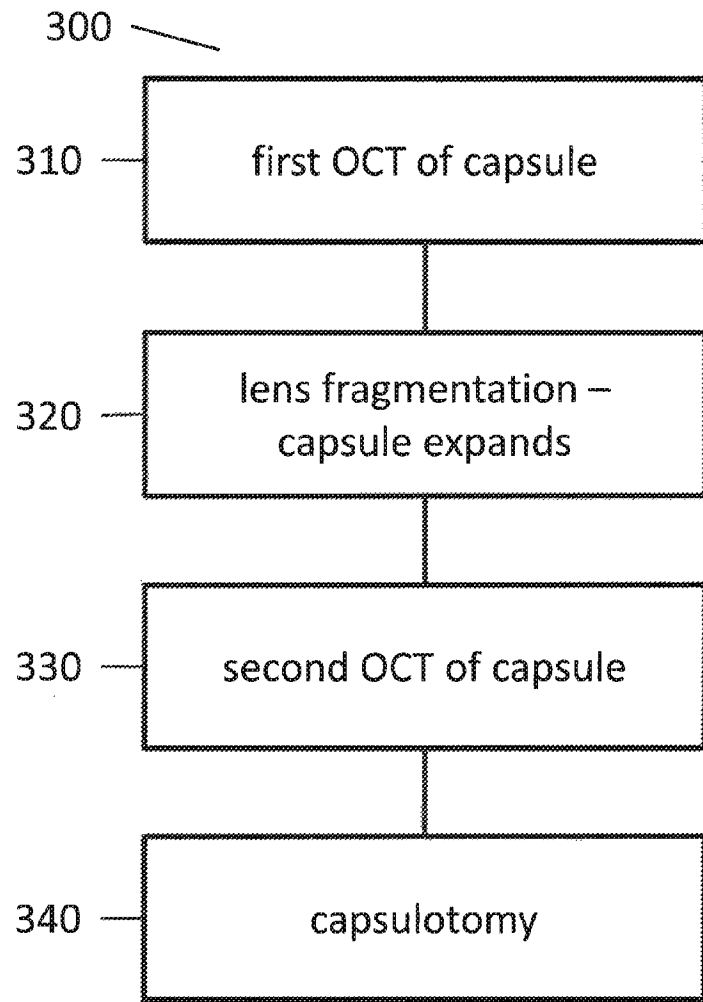 300
310
first OCT of capsule
320
lens fragmentation –
capsule expands
330
second OCT of capsule
340
capsulotomy